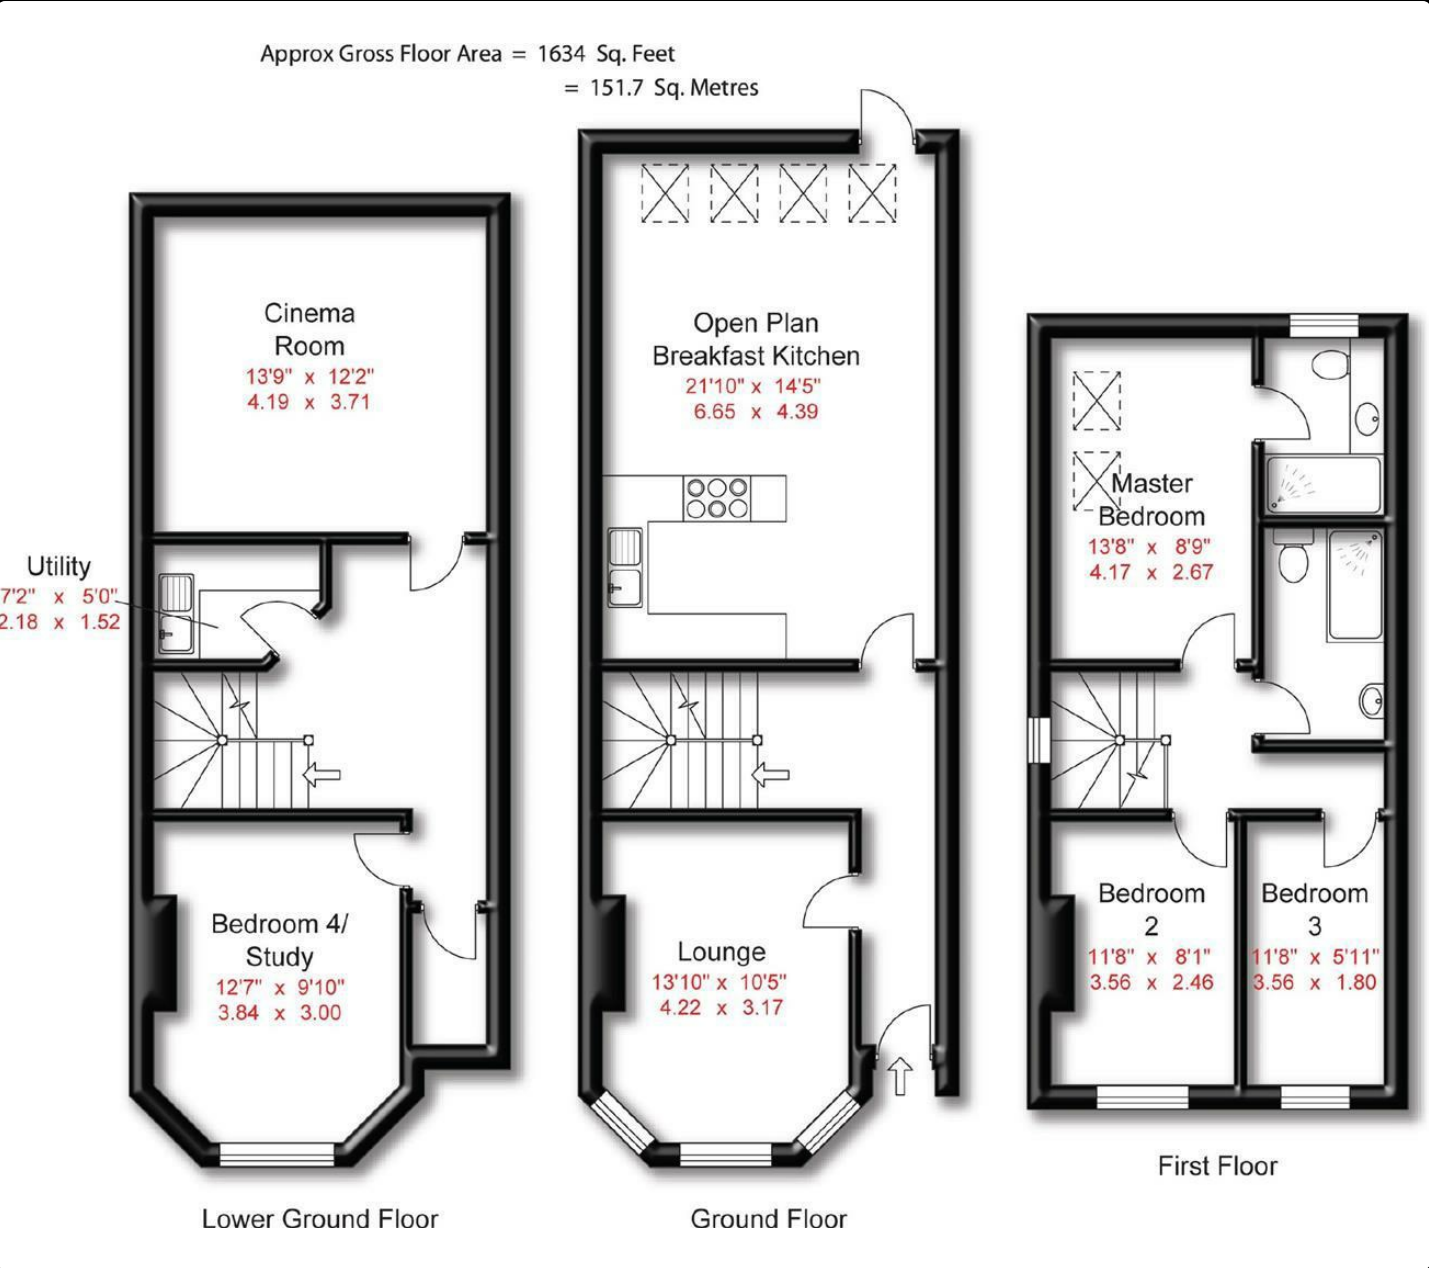 Approx Gross Floor Area = 1634 Sq. Feet
= 151.7 Sq. Metres
Cinema
Room
13'9" x 12'2"
4.19 x 3.71
Utility
7'2" x 5'0"
2.18 x 1.52
Bedroom 4/
Study
12'7" x 9'10"
3.84 x 3.00
Lower Ground Floor
Open Plan
Breakfast Kitchen
21'10" x 14'5"
6.65 x 4.39
Lounge
13'10" x 10'5"
4.22 x 3.17
Ground Floor
Master
Bedroom
13'8" x 8'9"
4.17 x 2.67
Bedroom
2
11'8" x 8'1"
3.56 x 2.46
Bedroom
3
11'8" x 5'11"
3.56 x 1.80
First Floor